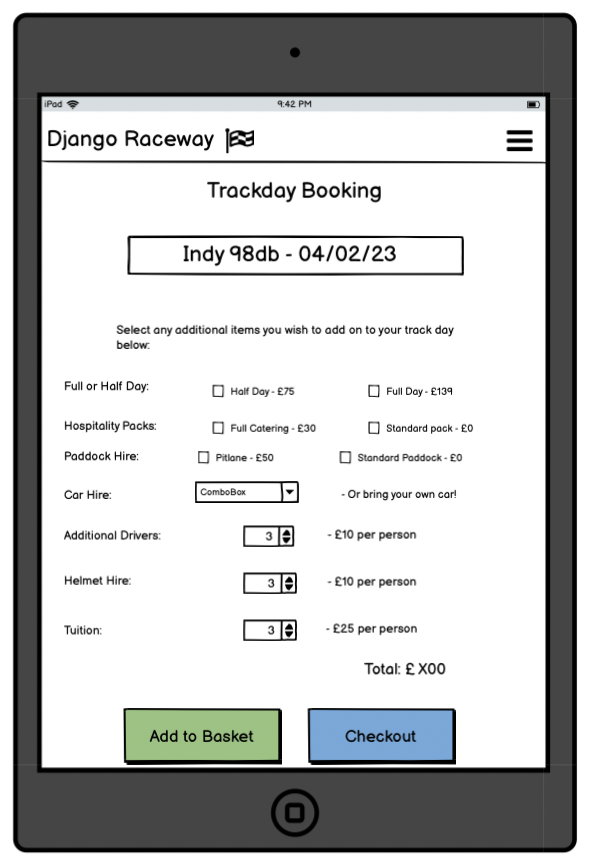 iPad 9:42 PM
Django Raceway
Trackday Booking
Indy 98db - 04/02/23
Select any additional items you wish to add on to your track day
below:
Full or Half Day: Half Day - £75 Full Day - £139
Hospitality Packs: Full Catering - £30 Standard pack - £0
Paddock Hire: Pitlane - £50 Standard Paddock - £0
Car Hire: ComboBox - Or bring your own car!
Additional Drivers: 3 - £10 per person
Helmet Hire: 3 - £10 per person
Tuition: 3 - £25 per person
Total: £ X00
Add to Basket Checkout